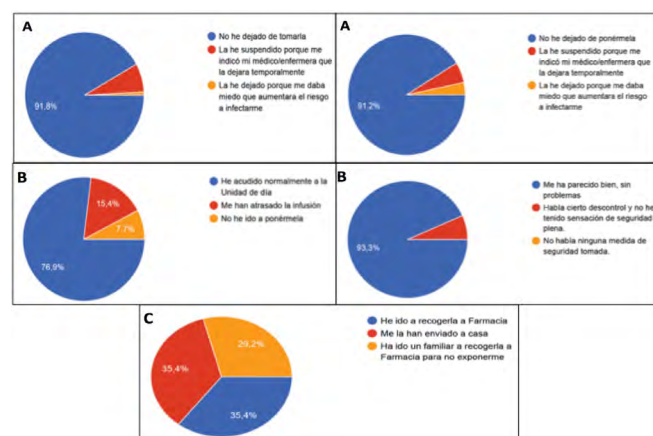 A
No he dejado de tomarla
La he suspendido porque me
indicó mi médico/enfermera que
la dejara temporalmente
La he dejado porque me daba
miedo que aumentara el riesgo
a infectarme
91,8%
A
No he dejado de ponérmela
La he suspendido porque me
indicó mi médico/enfermera que
la dejara temporalmente
La he dejado porque me daba
miedo que aumentara el riesgo
a infectarme
91,2%
B
He acudido normalmente a la
Unidad de día
Me han atrasado la infusión
No he ido a ponérmela
15,4%
7,7%
76,9%
B
Me ha parecido bien, sin
problemas
Había cierto descontrol y no he
tenido sensación de seguridad
plena.
No había ninguna medida de
seguridad tomada.
93,3%
C
He ido a recogerla a Farmacia
Me la han enviado a casa
Ha ido un familiar a recogerla a
Farmacia para no exponerme
29,2%
35,4%
35,4%